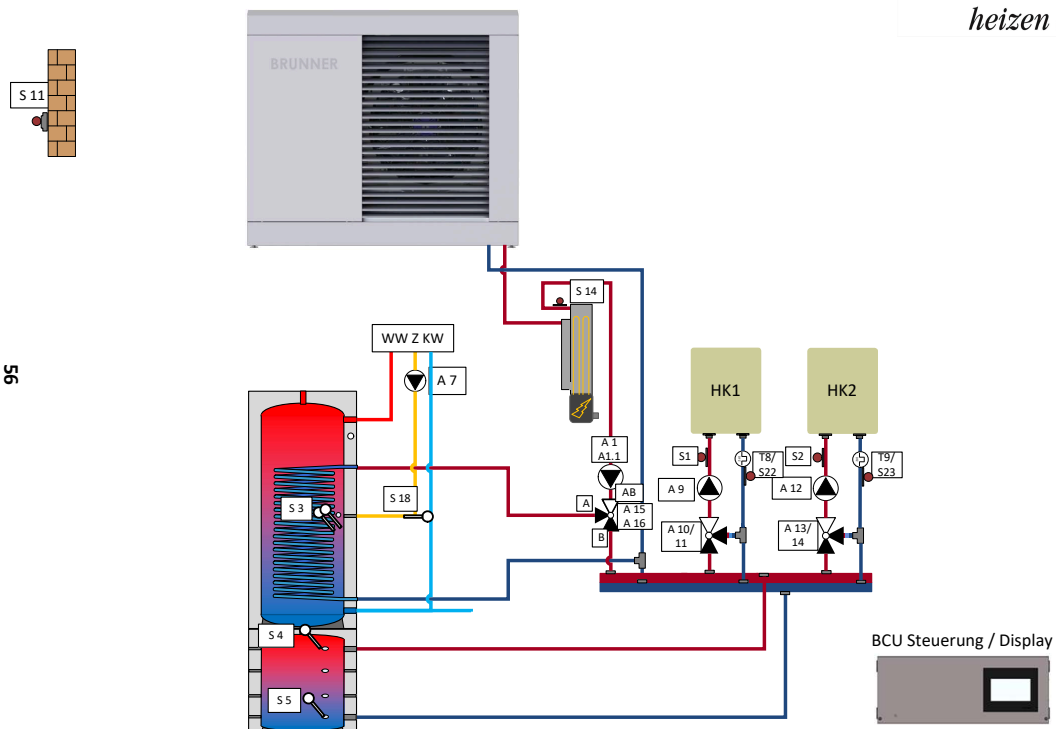 heizen
BRUNNER
S 11
S 14
WW Z KW
56
A 7
HK1
HK2
A 1
A1.1
S1
T8/
S22
S2
T9/
S23
A 9
A 12
AB
A
A 15
A 16
B
A 10/
11
A 13/
14
S 18
S 3
S 4
S 5
BCU Steuerung / Display